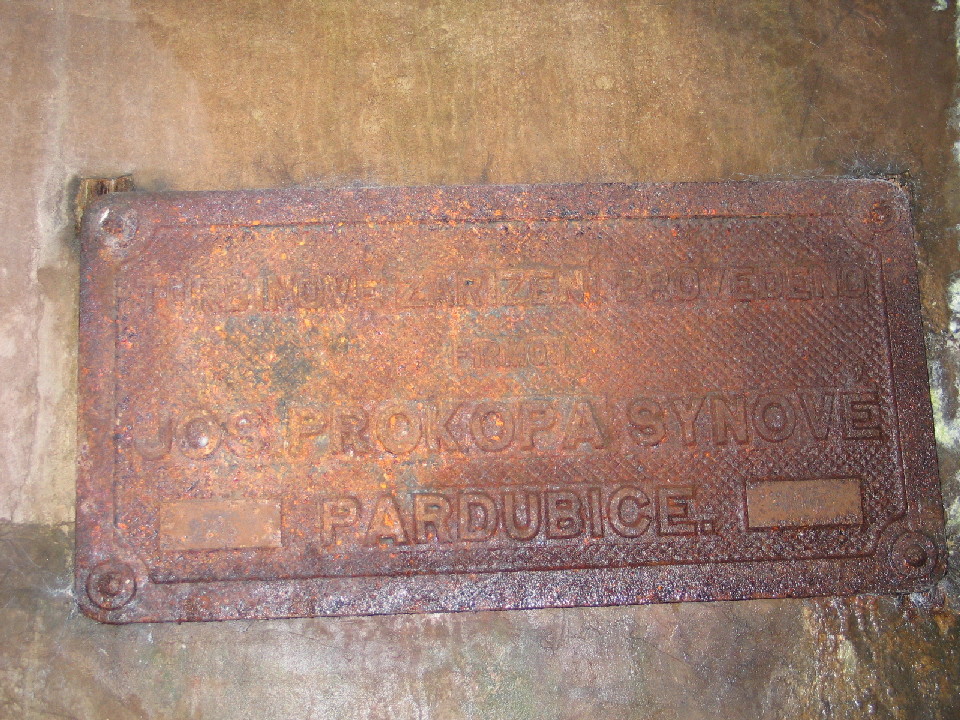 TURBINOVÉ ZAŘÍZENÍ PROVEDENO
FIRMOU
JOS. PROKOPA SYNOVÉ
PARDUBICE.